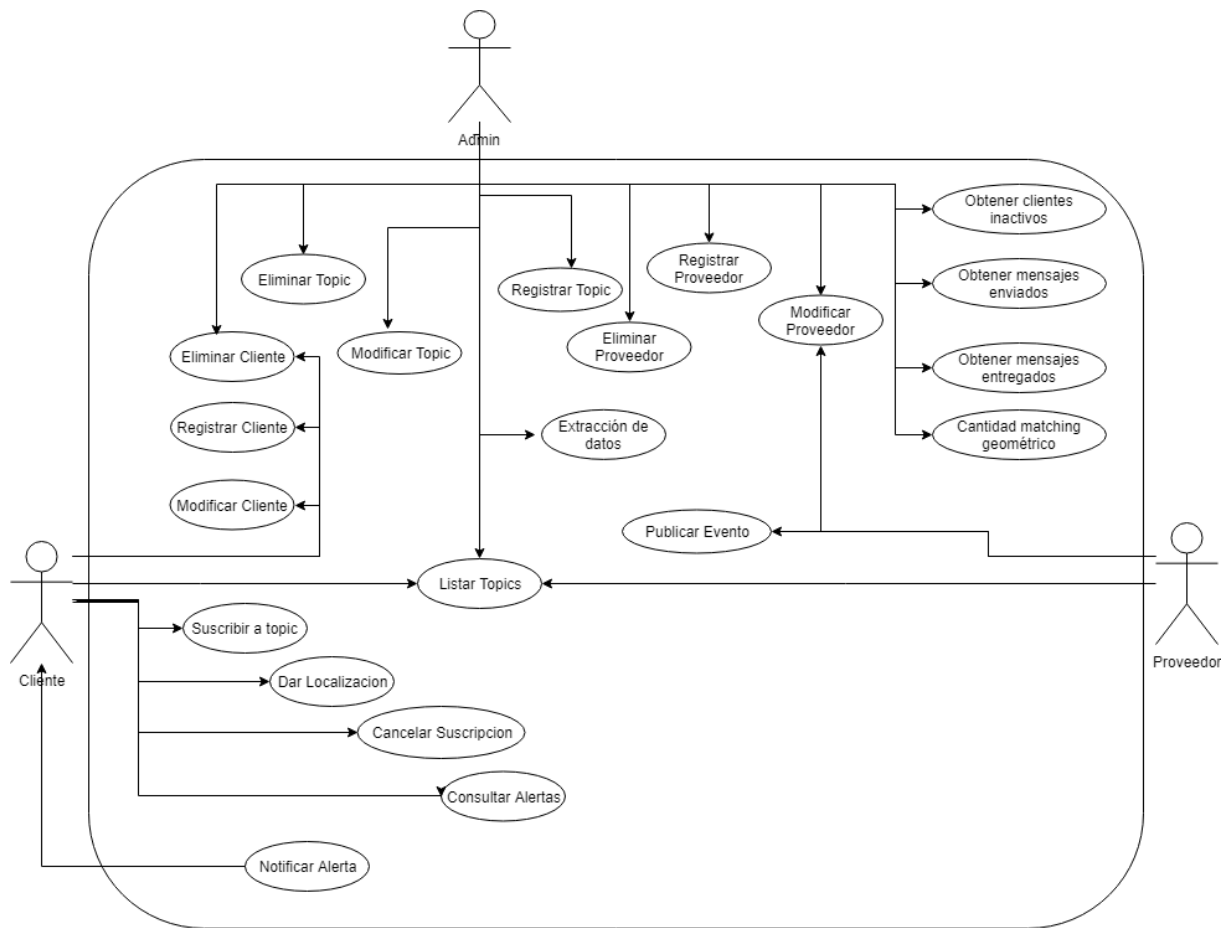 Admin
Obtener clientes
inactivos
Eliminar Topic
Registrar Topic
Registrar
Proveedor
Obtener mensajes
enviados
Modificar
Proveedor
Eliminar Cliente
Modificar Topic
Eliminar
Proveedor
Obtener mensajes
entregados
Registrar Cliente
Extracción de
datos
Cantidad matching
geométrico
Modificar Cliente
Publicar Evento
Listar Topics
Cliente
Proveedor
Suscribir a topic
Dar Localizacion
Cancelar Suscripcion
Consultar Alertas
Notificar Alerta